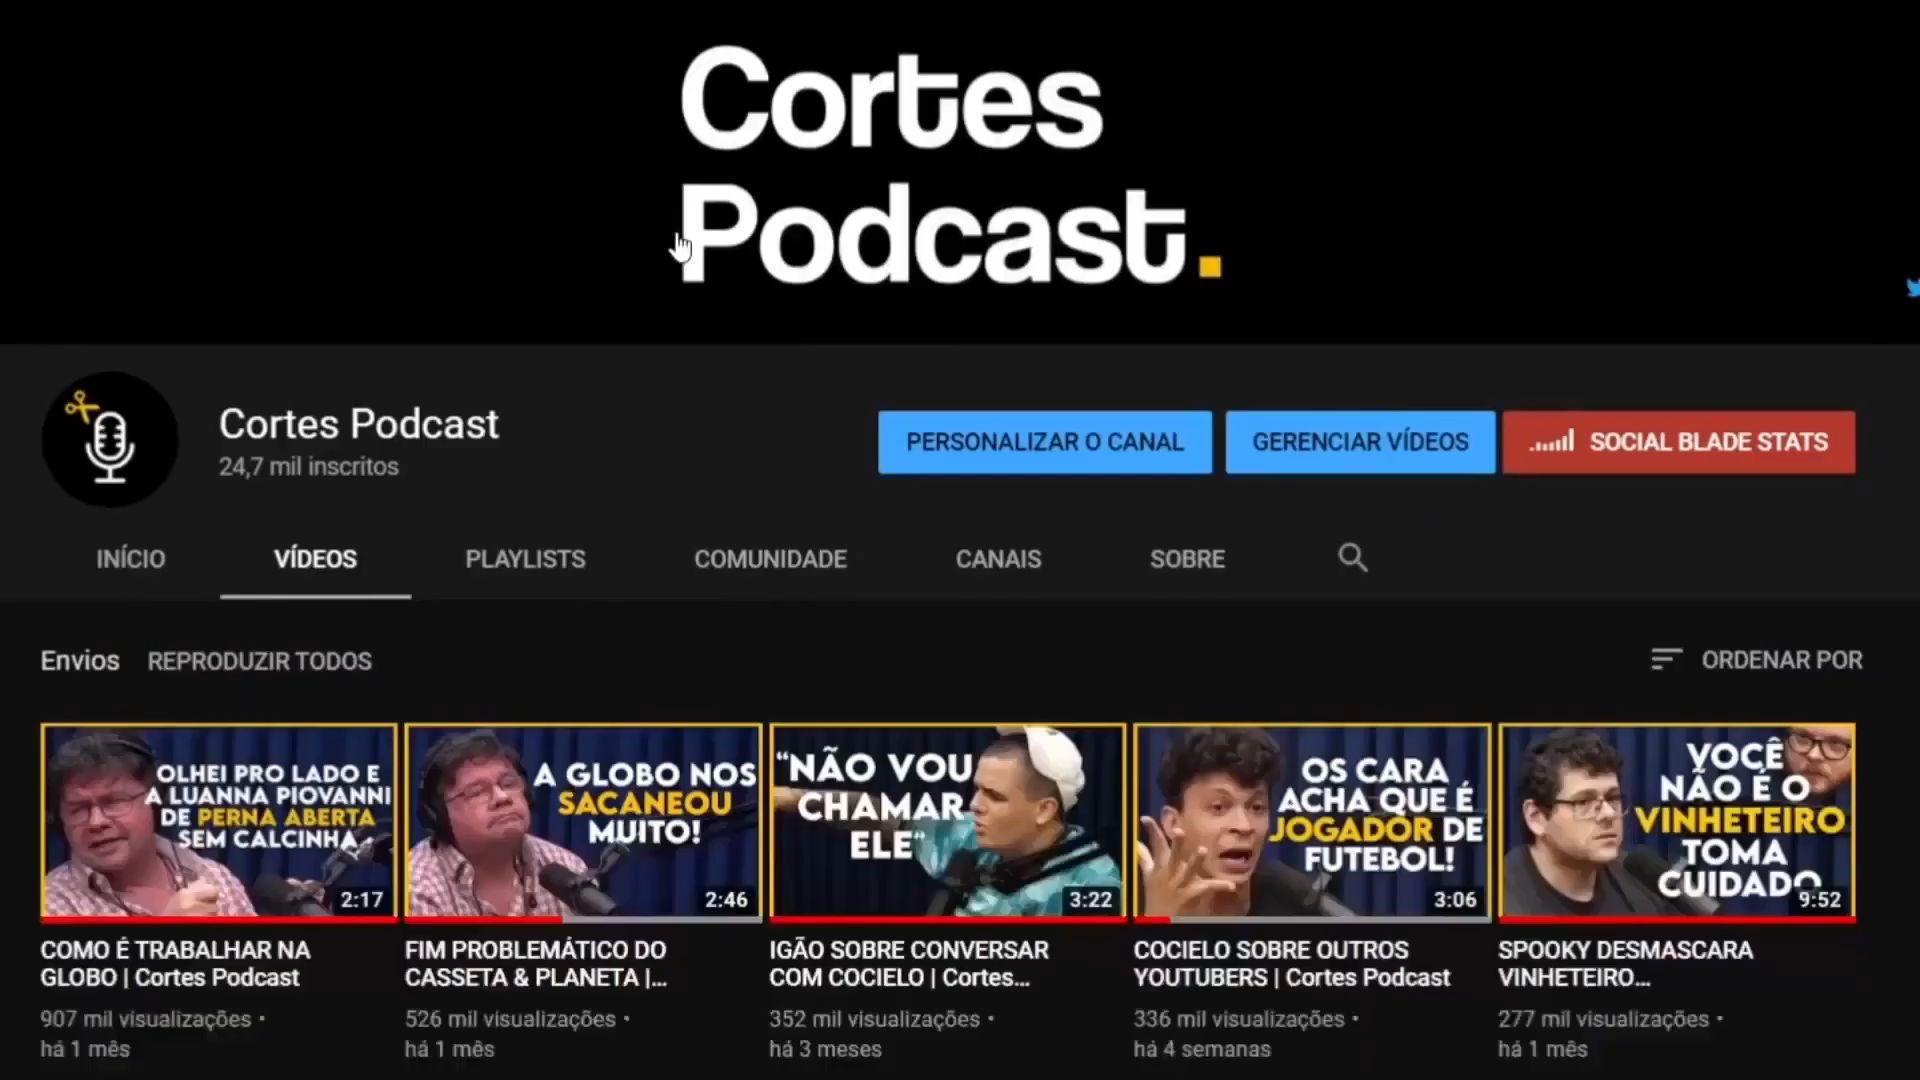 Cortes
Podcast.
Cortes Podcast
24,7 mil inscritos
PERSONALIZAR O CANAL
GERENCIAR VÍDEOS
SOCIAL BLADE STATS
INÍCIO
VÍDEOS
PLAYLISTS
COMUNIDADE
CANAIS
SOBRE
Envios
REPRODUZIR TODOS
ORDENAR POR
OLHEI PRO LADO E
A LUANNA PIOVANNI
DE PERNA ABERTA
SEM CALCINHA
2:17
COMO É TRABALHAR NA
GLOBO | Cortes Podcast
907 mil visualizações •
há 1 mês
A GLOBO NOS
SACANEOU
MUITO!
2:46
FIM PROBLEMÁTICO DO
CASSETA & PLANETA |...
526 mil visualizações •
há 1 mês
“NÃO VOU
CHAMAR
ELE“
3:22
IGÃO SOBRE CONVERSAR
COM COCIELO | Cortes...
352 mil visualizações •
há 3 meses
OS CARA
ACHA QUE É
JOGADOR DE
FUTEBOL!
3:06
COCIELO SOBRE OUTROS
YOUTUBERS | Cortes Podcast
336 mil visualizações •
há 4 semanas
VOCÊ
NÃO É O
VINHETEIRO
TOMA
CUIDADO
9:52
SPOOKY DESMASCARA
VINHETEIRO...
277 mil visualizações •
há 1 mês